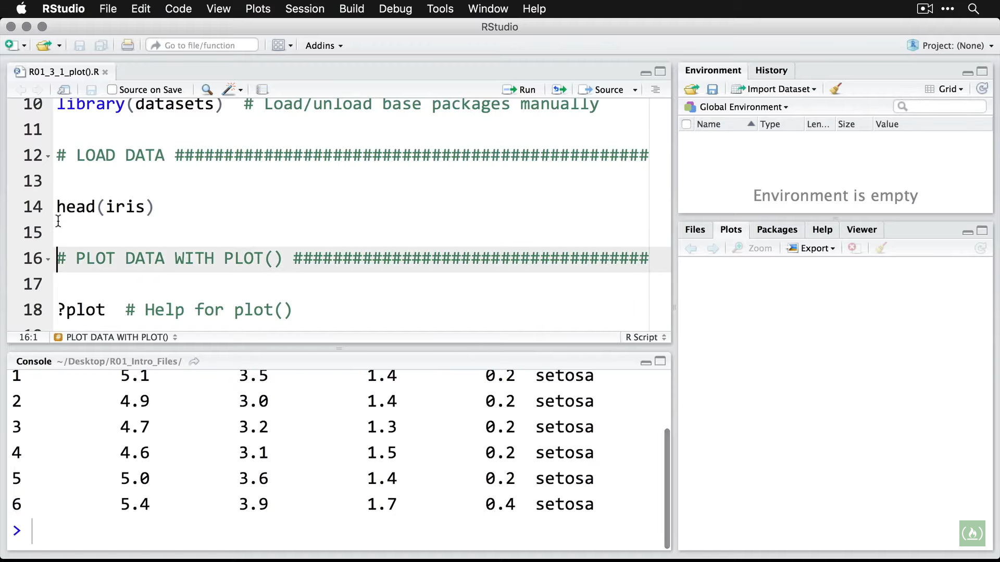 RStudio File Edit Code View Plots Session Build Debug Tools Window Help
RStudio
Go to file/function Addins Project: (None)
R01_3_1_plot().R
Source on Save Run Source
10 library(datasets)  # Load/unload base packages manually
11
12 # LOAD DATA ################################################
13
14 head(iris)
15
16 # PLOT DATA WITH PLOT() ####################################
17
18 ?plot  # Help for plot()
16:1 PLOT DATA WITH PLOT() R Script
Console ~/Desktop/R01_Intro_Files/
1 5.1 3.5 1.4 0.2 setosa
2 4.9 3.0 1.4 0.2 setosa
3 4.7 3.2 1.3 0.2 setosa
4 4.6 3.1 1.5 0.2 setosa
5 5.0 3.6 1.4 0.2 setosa
6 5.4 3.9 1.7 0.4 setosa
>
Environment History
Import Dataset Grid
Global Environment
Name Type Len... Size Value
Environment is empty
Files Plots Packages Help Viewer
Zoom Export